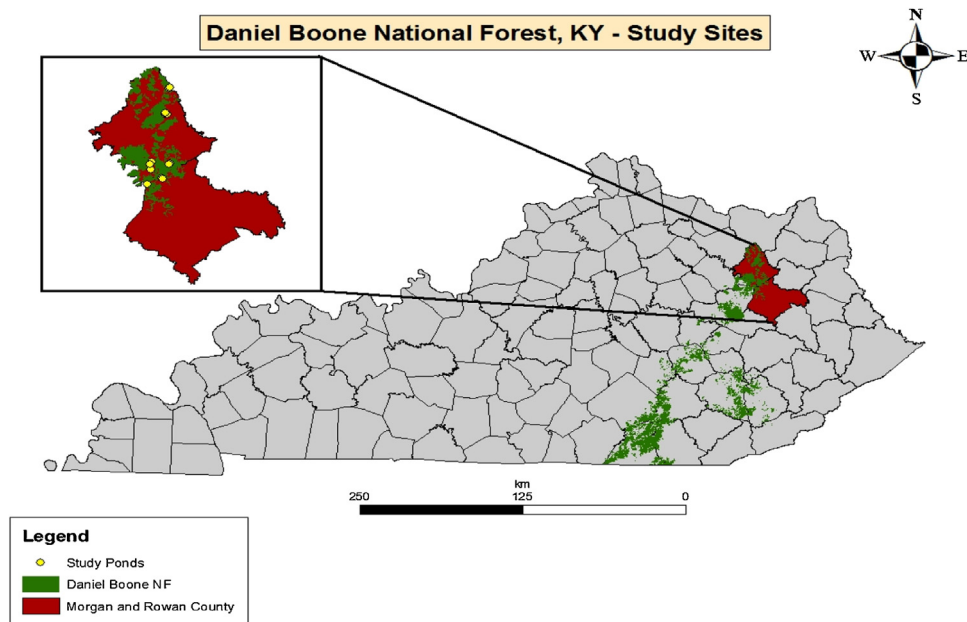 Daniel Boone National Forest, KY - Study Sites
N
W E
S
km
250 125 0
Legend
Study Ponds
Daniel Boone NF
Morgan and Rowan County